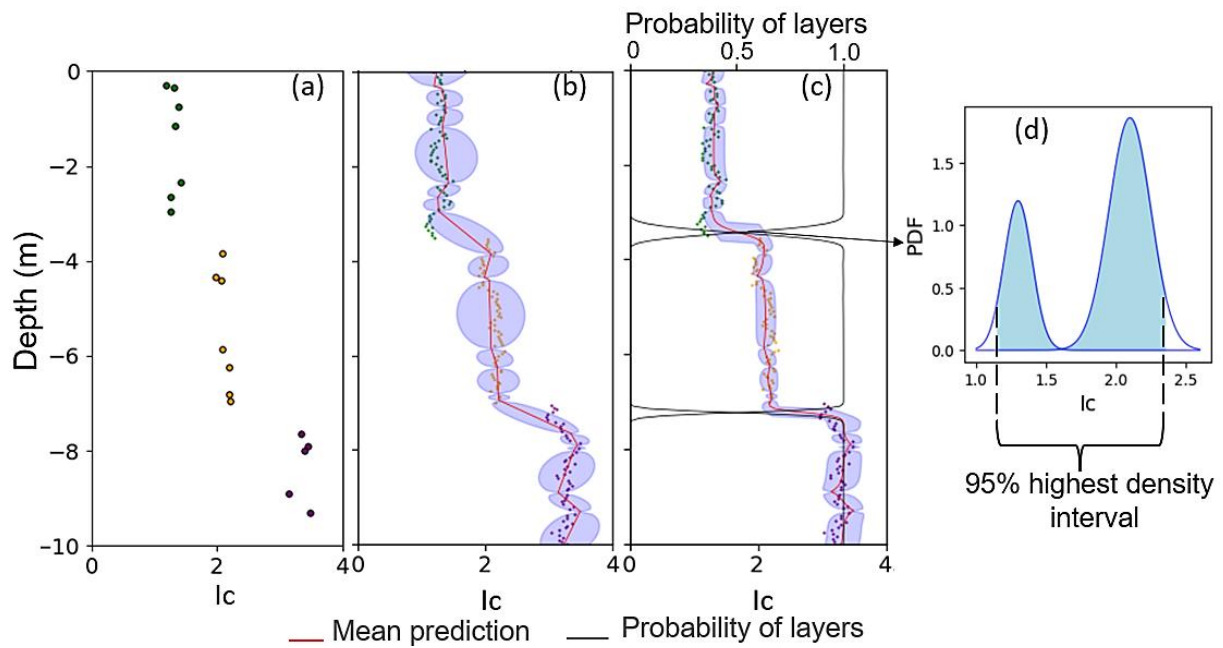 Probability of layers
0 0.5 1.0
(a) (b) (c) (d)
0
−2
−4
−6
−8
−10
Depth (m)
0 2 4
Ic
0 2 4
Ic
0 2 4
Ic
PDF
1.5
1.0
0.5
0.0
1.0 1.5 2.0 2.5
Ic
95% highest density
interval
Mean prediction
Probability of layers